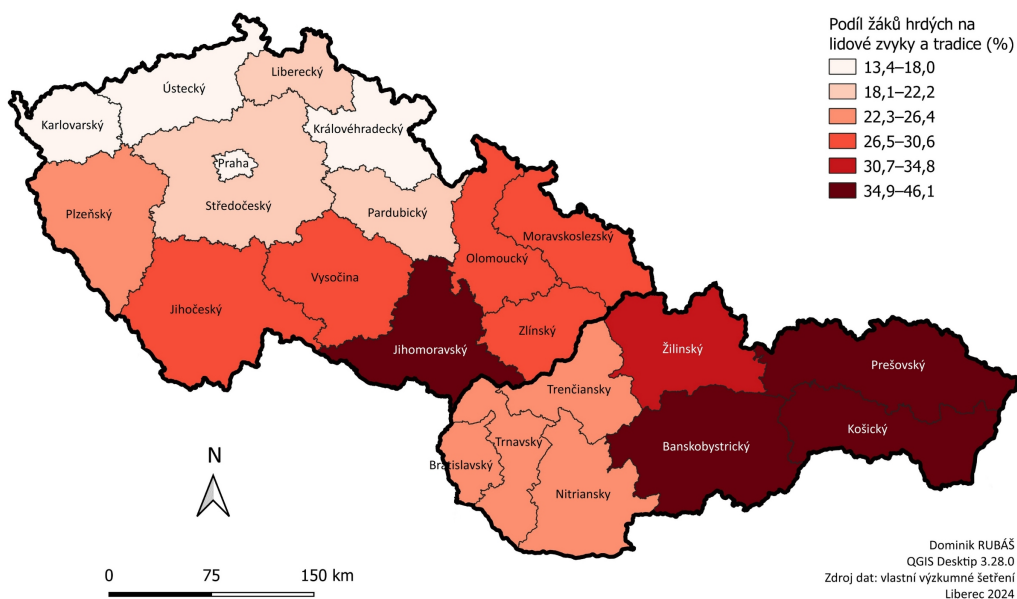 Podíl žáků hrdých na
lidové zvyky a tradice (%)
13,4–18,0
18,1–22,2
22,3–26,4
26,5–30,6
30,7–34,8
34,9–46,1
Liberecký
Ústecký
Karlovarský
Královéhradecký
Praha
Plzeňský
Středočeský
Pardubický
Moravskoslezský
Olomoucký
Vysočina
Jihočeský
Zlínský
Jihomoravský
Žilinský
Prešovský
Trenčiansky
Košický
Trnavský
Banskobystrický
Bratislavský
Nitriansky
N
0 75 150 km
Dominik RUBÁŠ
QGIS Desktip 3.28.0
Zdroj dat: vlastní výzkumné šetření
Liberec 2024